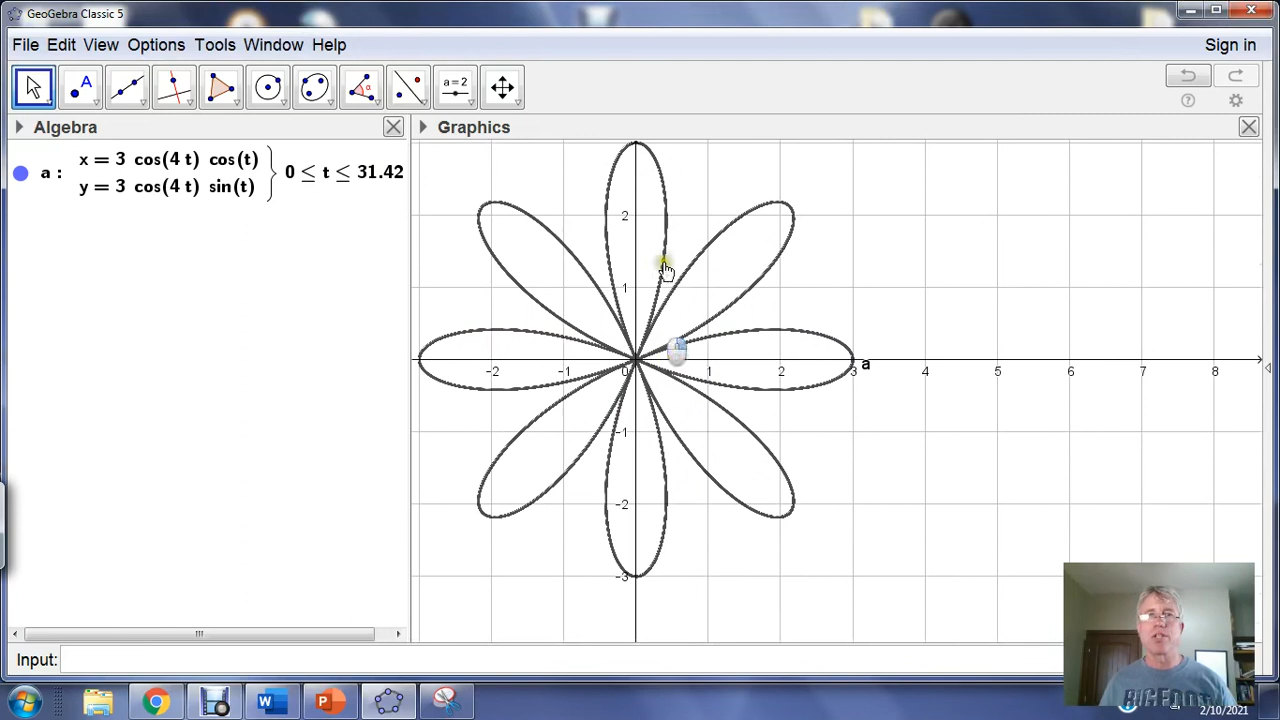 GeoGebra Classic 5
File Edit View Options Tools Window Help Sign in
A α a=2
Algebra
Graphics
a : x = 3 cos(4 t) cos(t)
y = 3 cos(4 t) sin(t)
0 ≤ t ≤ 31.42
2
1
-2 -1 0 1 2 3 4 5 6 7 8
a
-1
-2
-3
Input:
BIGFOOT
2/10/2021